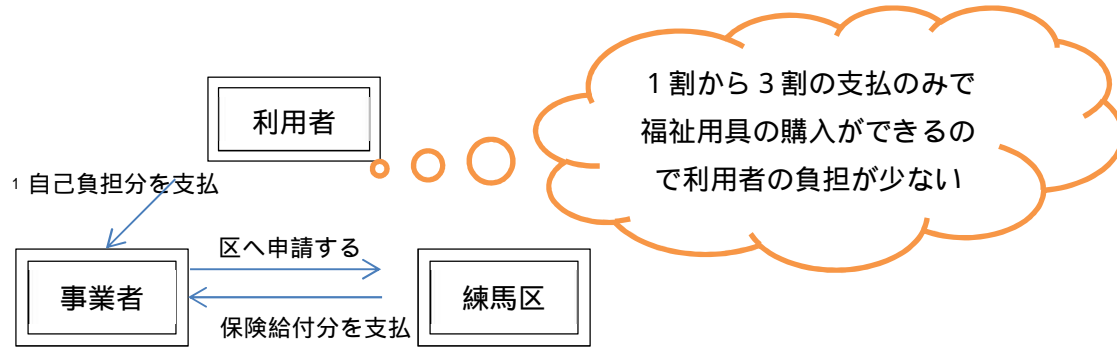 １割から３割の支払のみで
福祉用具の購入ができるの
で利用者の負担が少ない
利用者
1 自己負担分を支払
区へ申請する
事業者
練馬区
保険給付分を支払